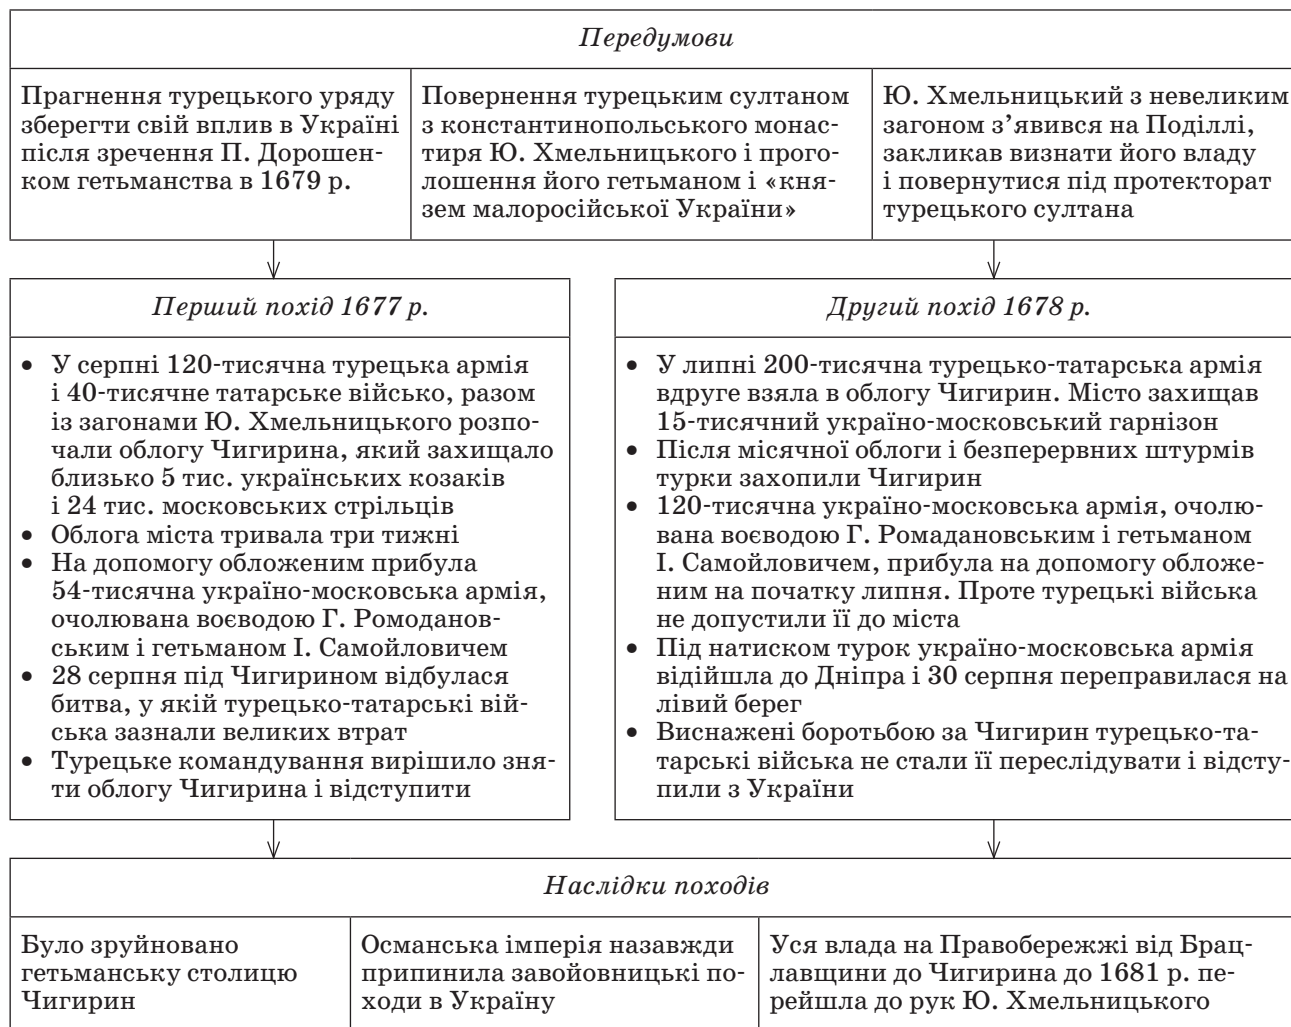 Передумови
Прагнення турецького уряду
зберегти свій вплив в Україні
після зречення П. Дорошен-
ком гетьманства в 1679 р.
Повернення турецьким султаном
з константинопольського монас-
тиря Ю. Хмельницького і прого-
лошення його гетьманом і «кня-
зем малоросійської України»
Ю. Хмельницький з невеликим
загоном з’явився на Поділлі,
закликав визнати його владу
і повернутися під протекторат
турецького султана
Перший похід 1677 р.
• У серпні 120-тисячна турецька армія
і 40-тисячне татарське військо, разом
із загонами Ю. Хмельницького розпо-
чали облогу Чигирина, який захищало
близько 5 тис. українських козаків
і 24 тис. московських стрільців
• Облога міста тривала три тижні
• На допомогу обложеним прибула
54-тисячна україно-московська армія,
очолювана воєводою Г. Ромоданов-
ським і гетьманом І. Самойловичем
• 28 серпня під Чигирином відбулася
битва, у якій турецько-татарські вій-
ська зазнали великих втрат
• Турецьке командування вирішило зня-
ти облогу Чигирина і відступити
Другий похід 1678 р.
• У липні 200-тисячна турецько-татарська армія
вдруге взяла в облогу Чигирин. Місто захищав
15-тисячний україно-московський гарнізон
• Після місячної облоги і безперервних штурмів
турки захопили Чигирин
• 120-тисячна україно-московська армія, очолю-
вана воєводою Г. Ромадановським і гетьманом
І. Самойловичем, прибула на допомогу обложе-
ним на початку липня. Проте турецькі війська
не допустили її до міста
• Під натиском турок україно-московська армія
відійшла до Дніпра і 30 серпня переправилася на
лівий берег
• Виснажені боротьбою за Чигирин турецько-та-
тарські війська не стали її переслідувати і відсту-
пили з України
Наслідки походів
Було зруйновано
гетьманську столицю
Чигирин
Османська імперія назавжди
припинила завойовницькі по-
ходи в Україну
Уся влада на Правобережжі від Брац-
лавщини до Чигирина до 1681 р. пе-
рейшла до рук Ю. Хмельницького